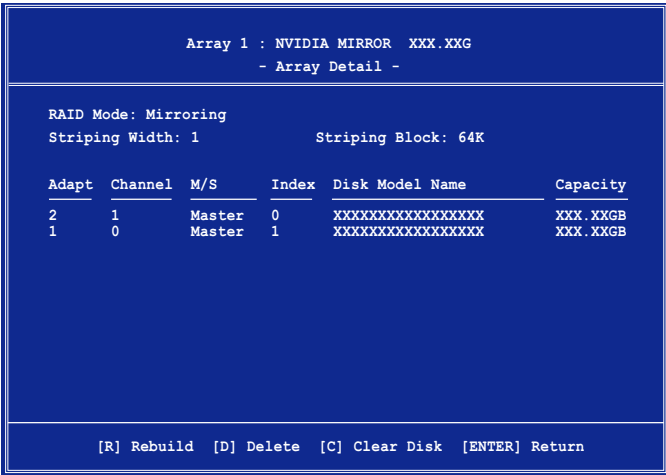 Array 1 : NVIDIA MIRROR XXX.XXG
- Array Detail -
RAID Mode: Mirroring
Striping Width: 1 Striping Block: 64K
Adapt Channel M/S Index Disk Model Name Capacity
2 1 Master 0 XXXXXXXXXXXXXXXXX XXX.XXGB
1 0 Master 1 XXXXXXXXXXXXXXXXX XXX.XXGB
[R] Rebuild [D] Delete [C] Clear Disk [ENTER] Return